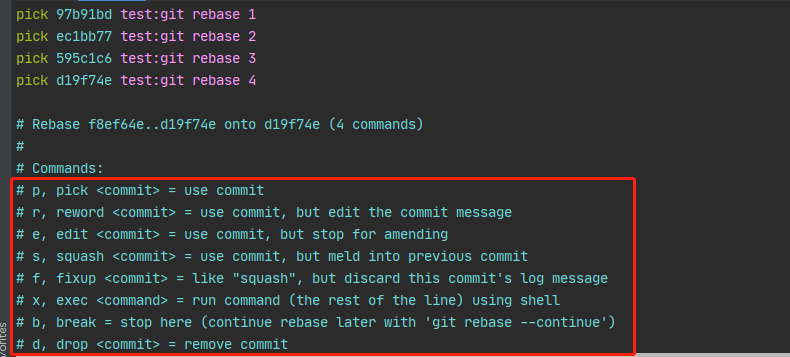 pick 97b91bd test:git rebase 1
pick ec1bb77 test:git rebase 2
pick 595c1c6 test:git rebase 3
pick d19f74e test:git rebase 4
# Rebase f8ef64e..d19f74e onto d19f74e (4 commands)
#
# Commands:
# p, pick <commit> = use commit
# r, reword <commit> = use commit, but edit the commit message
# e, edit <commit> = use commit, but stop for amending
# s, squash <commit> = use commit, but meld into previous commit
# f, fixup <commit> = like "squash", but discard this commit's log message
# x, exec <command> = run command (the rest of the line) using shell
# b, break = stop here (continue rebase later with 'git rebase --continue')
# d, drop <commit> = remove commit